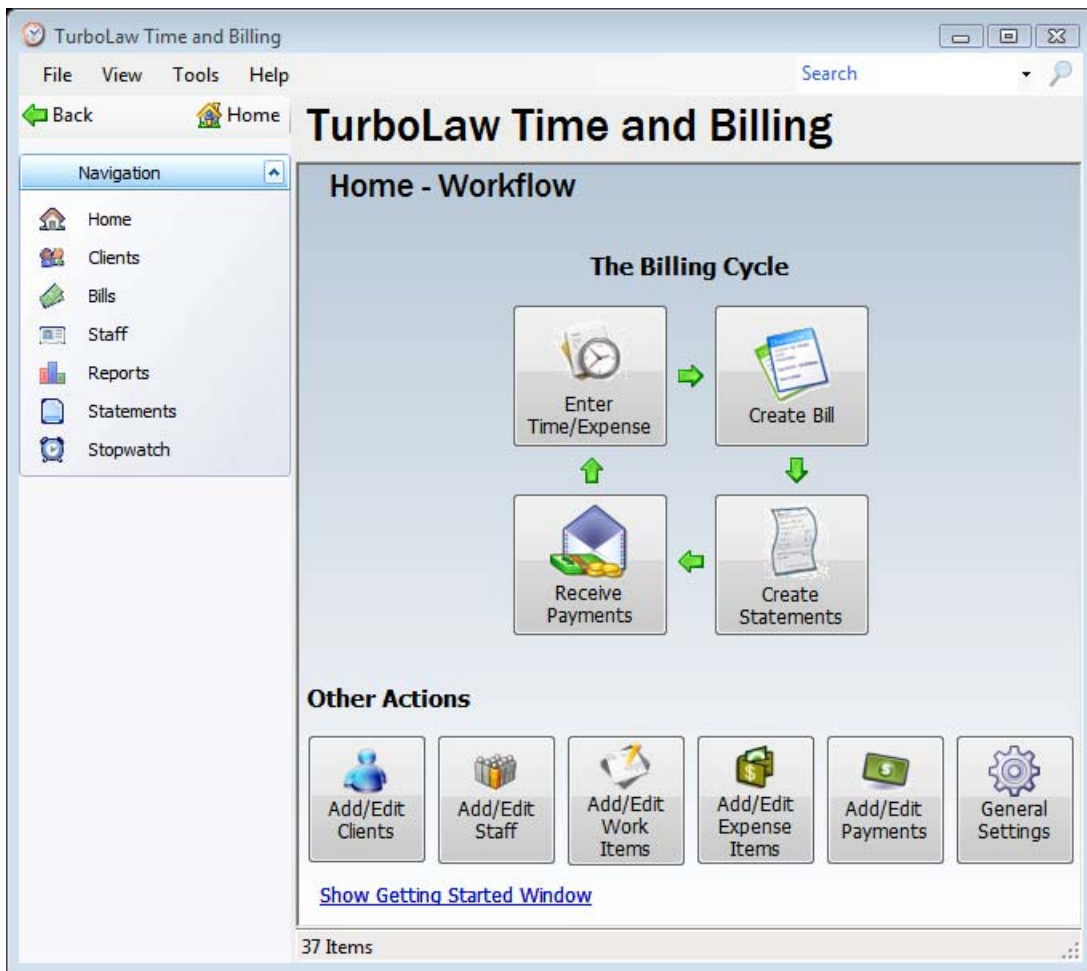 TurboLaw Time and Billing
File View Tools Help Search
Back Home
TurboLaw Time and Billing
Navigation
Home
Clients
Bills
Staff
Reports
Statements
Stopwatch
Home - Workflow
The Billing Cycle
Enter
Time/Expense
Create Bill
Receive
Payments
Create
Statements
Other Actions
Add/Edit
Clients
Add/Edit
Staff
Add/Edit
Work
Items
Add/Edit
Expense
Items
Add/Edit
Payments
General
Settings
Show Getting Started Window
37 Items